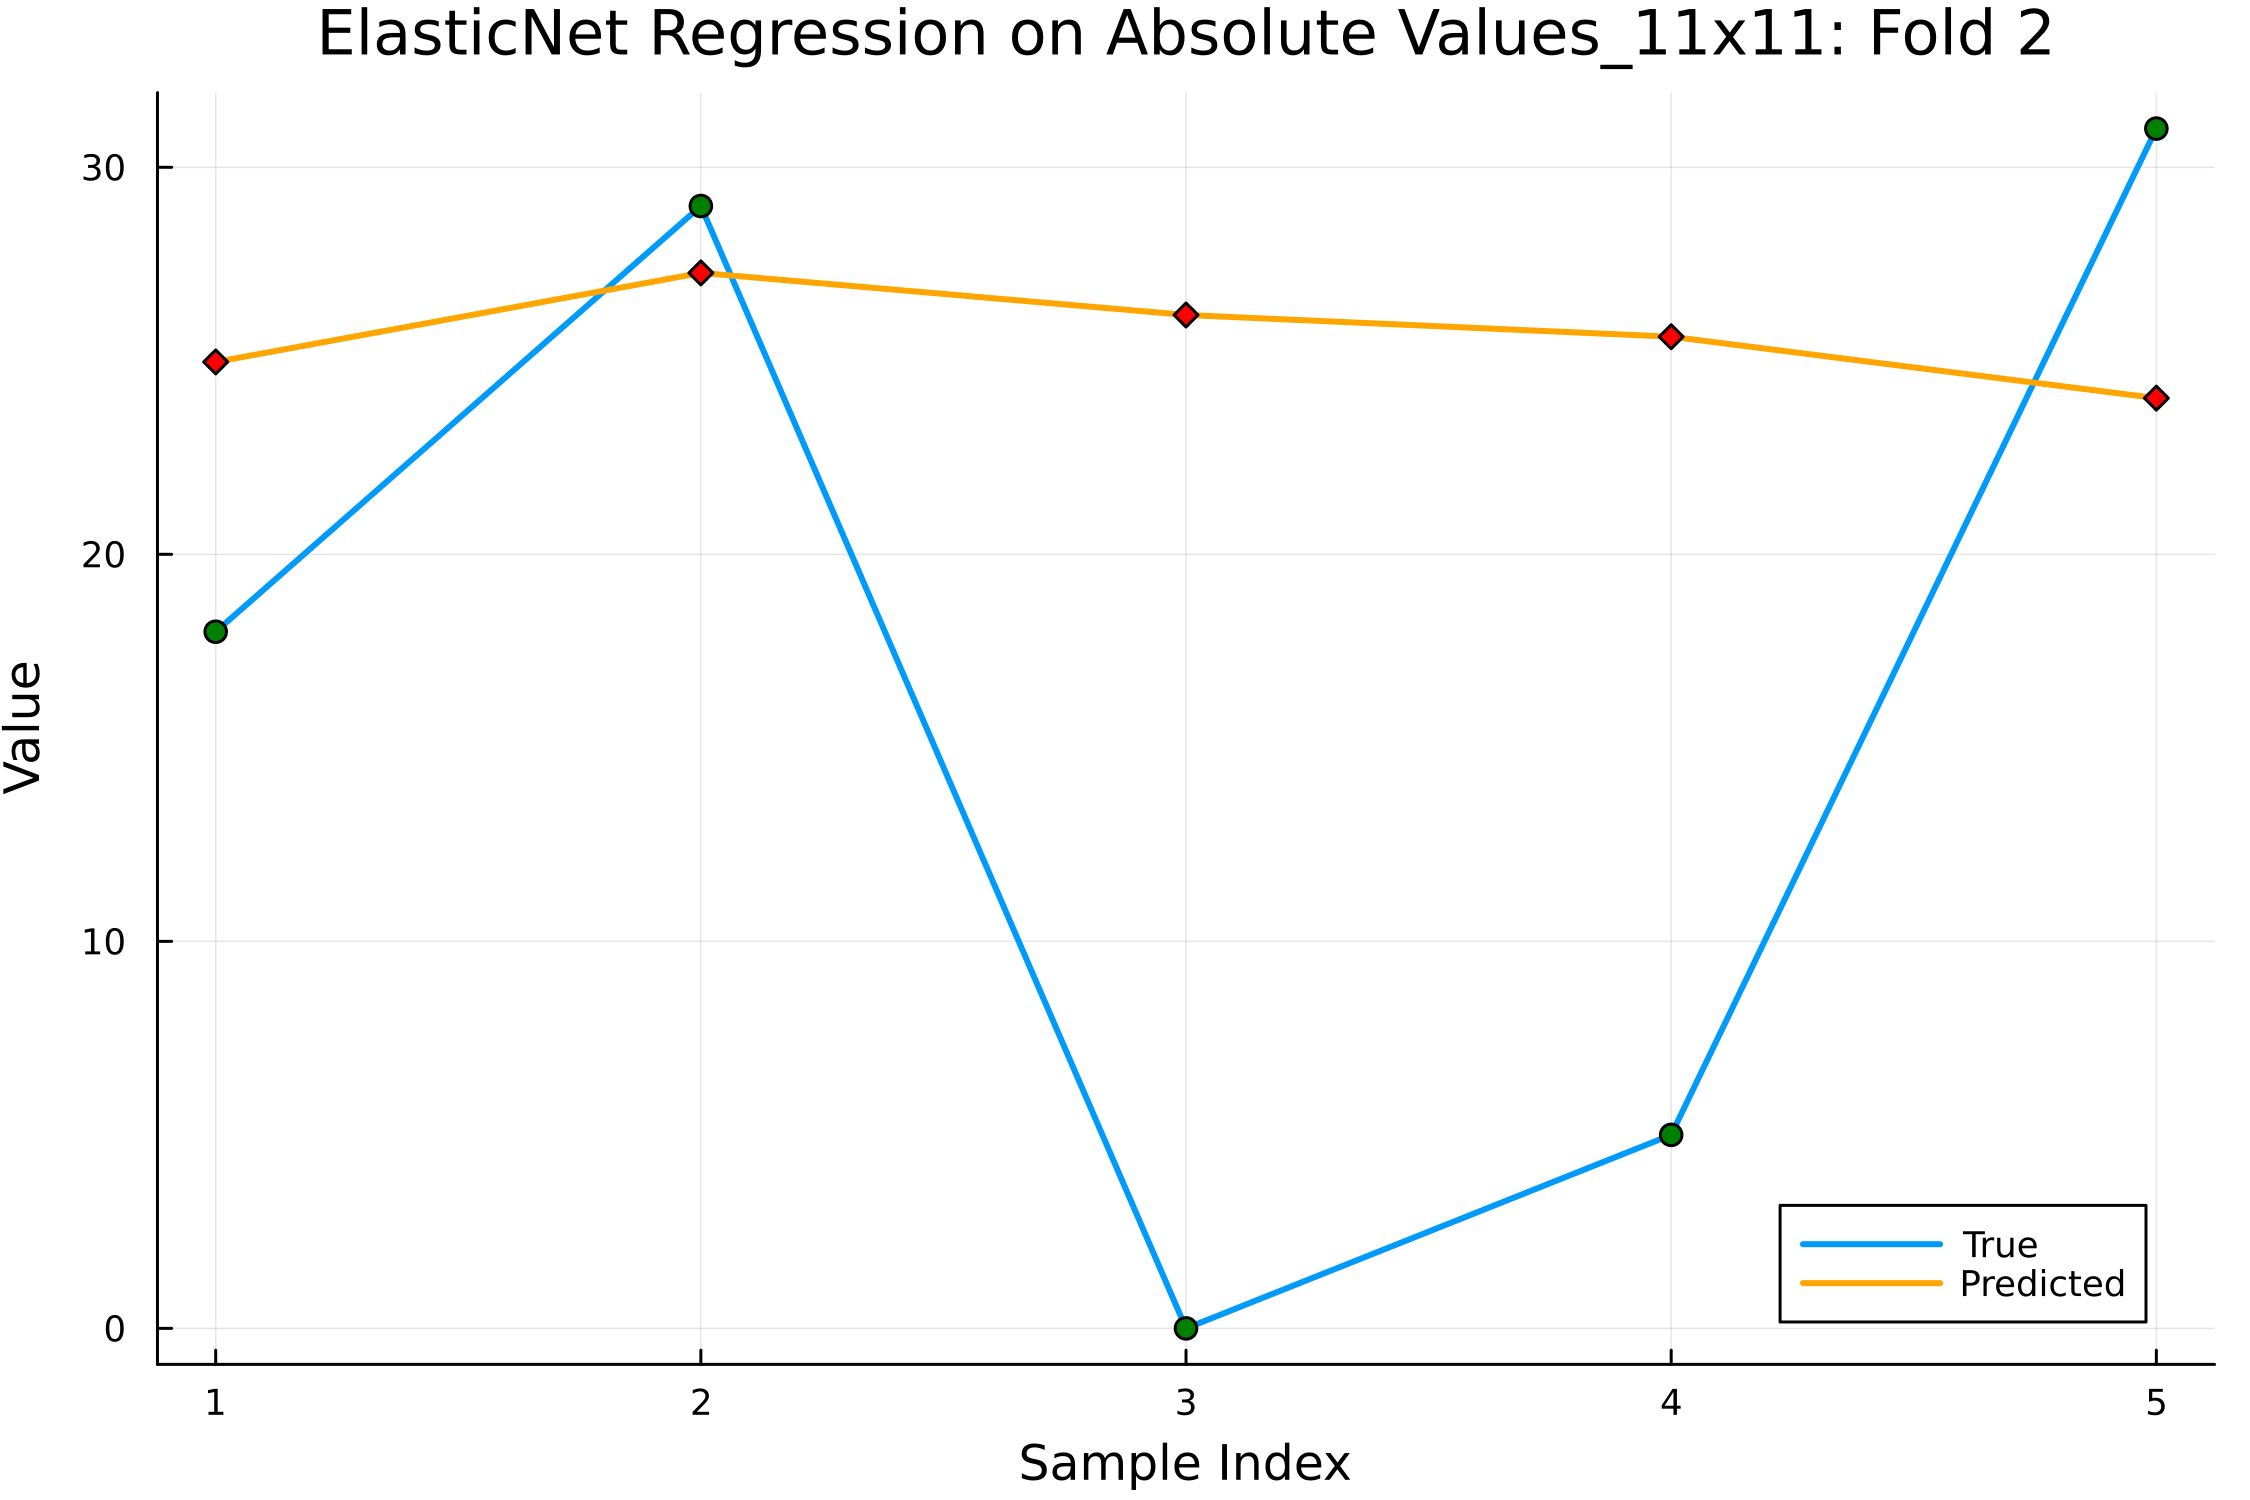 ElasticNet Regression on Absolute Values_11x11: Fold 2
30
20
10
0
Value
1 2 3 4 5
Sample Index
True
Predicted